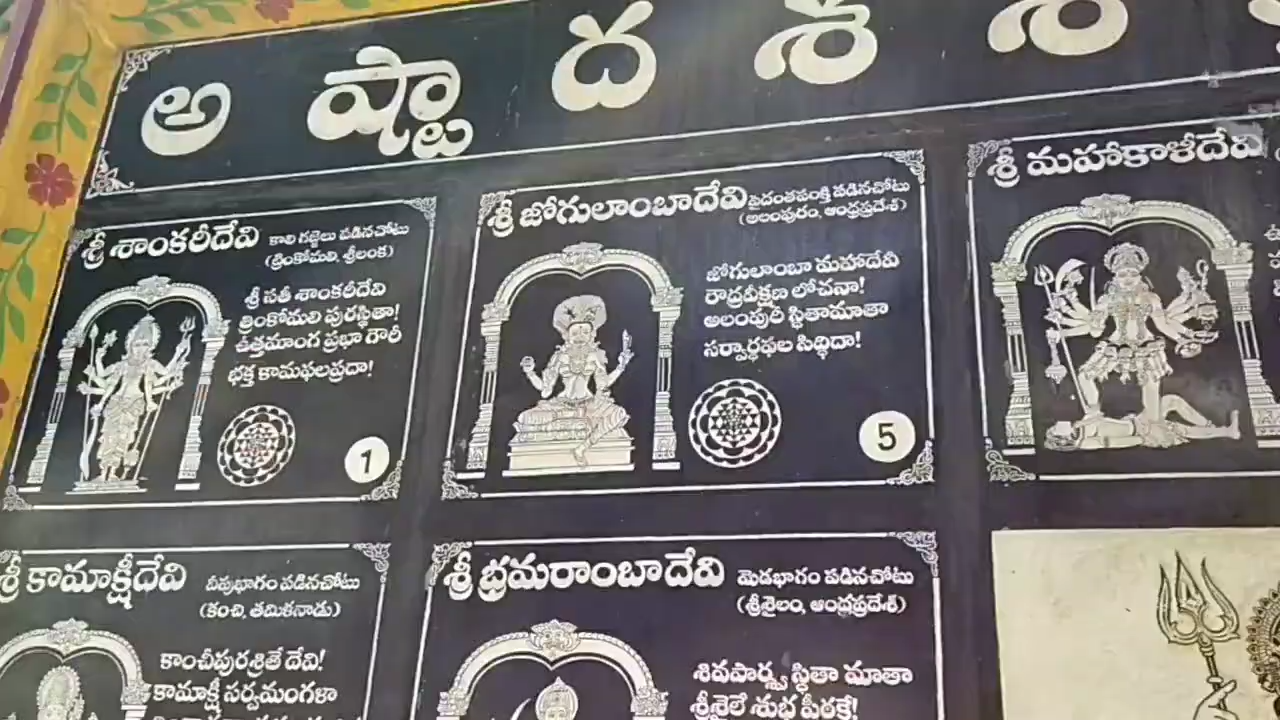 అ ష్టా ద శ శ
శ్రీ శాంకరీదేవి కాలి గజ్జెలు పడినచోటు
(త్రింకోమలి, శ్రీలంక)
శ్రీ సతీ శాంకరీదేవి
త్రింకోమలి పురస్థితా!
ఉత్తమాంగ ప్రభా గౌరీ
భక్త కామఫలప్రదా!
1
శ్రీ జోగులాంబాదేవి పైదంతపంక్తి పడినచోటు
(అలంపురం, ఆంధ్రప్రదేశ్)
జోగులాంబా మహాదేవి
రౌద్రవీక్షణ లోచనా!
అలంపురీ స్థితామాతా
సర్వార్థఫల సిద్ధిదా!
5
శ్రీ మహాకాళీదేవి
శ్రీ కామాక్షీదేవి వీపుభాగం పడినచోటు
(కంచి, తమిళనాడు)
కాంచీపురశ్రితే దేవి!
కామాక్షీ సర్వమంగళా
శ్రీ భ్రమరాంబాదేవి మెడభాగం పడినచోటు
(శ్రీశైలం, ఆంధ్రప్రదేశ్)
శివపార్శ్వ స్థితా మాతా
శ్రీశైలే శుభ పీఠకే!